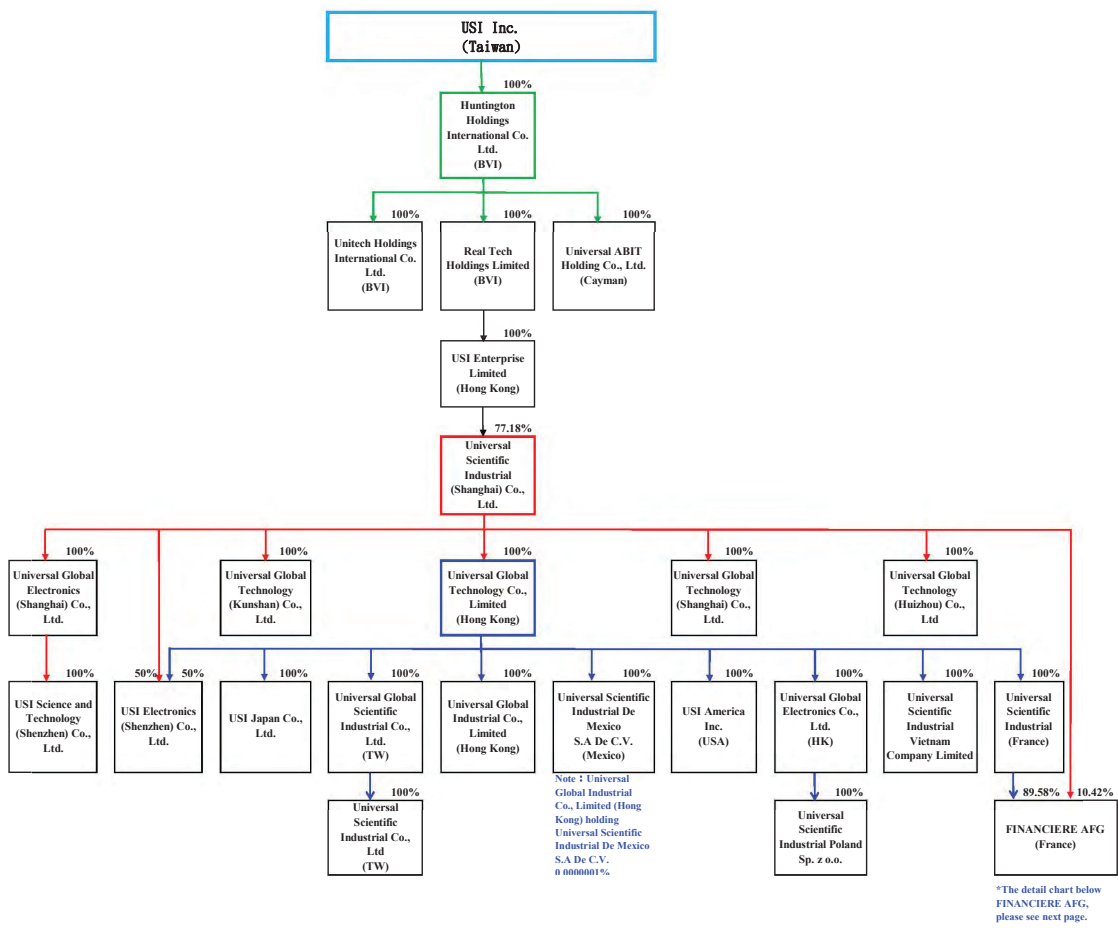 USI Inc.
(Taiwan)
100%
Huntington
Holdings
International Co.
Ltd.
(BVI)
100%
Unitech Holdings
International Co.
Ltd.
(BVI)
100%
Real Tech
Holdings Limited
(BVI)
100%
Universal ABIT
Holding Co., Ltd.
(Cayman)
100%
USI Enterprise
Limited
(Hong Kong)
77.18%
Universal
Scientific
Industrial
(Shanghai) Co.,
Ltd.
100%
Universal Global
Electronics
(Shanghai) Co.,
Ltd.
100%
Universal Global
Technology
(Kunshan) Co.,
Ltd.
100%
Universal Global
Technology Co.,
Limited
(Hong Kong)
100%
Universal Global
Technology
(Shanghai) Co.,
Ltd.
100%
Universal Global
Technology
(Huizhou) Co.,
Ltd
100%
USI Science and
Technology
(Shenzhen) Co.,
Ltd.
50% 50%
USI Electronics
(Shenzhen) Co.,
Ltd.
100%
USI Japan Co.,
Ltd.
100%
Universal Global
Scientific
Industrial Co.,
Ltd.
(TW)
100%
Universal
Global
Industrial Co.,
Limited
(Hong Kong)
100%
Universal Scientific
Industrial De
Mexico
S.A De C.V.
(Mexico)
100%
USI America
Inc.
(USA)
100%
Universal Global
Electronics Co.,
Ltd.
(HK)
100%
Universal
Scientific
Industrial
Vietnam
Company Limited
100%
Universal
Scientific
Industrial
(France)
100%
Universal
Scientific
Industrial Co.,
Ltd
(TW)
Note：Universal
Global Industrial
Co., Limited (Hong
Kong) holding
Universal Scientific
Industrial De Mexico
S.A De C.V.
0.0000001%
100%
Universal
Scientific
Industrial Poland
Sp. z o.o.
89.58% 10.42%
FINANCIERE AFG
(France)
*The detail chart below
FINANCIERE AFG,
please see next page.